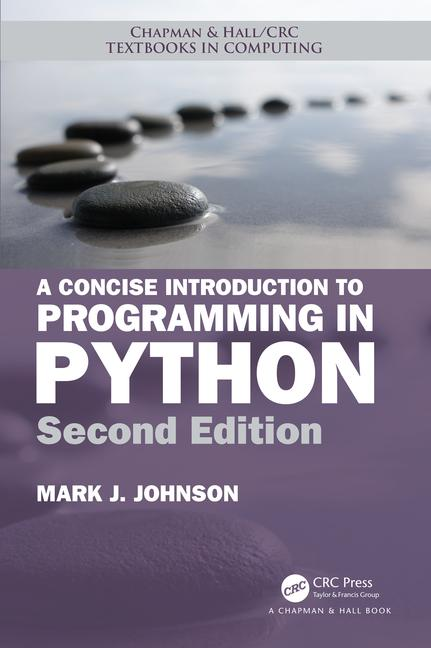 CHAPMAN & HALL/CRC
TEXTBOOKS IN COMPUTING
A CONCISE INTRODUCTION TO
PROGRAMMING IN
PYTHON
Second Edition
MARK J. JOHNSON
CRC
CRC Press
Taylor & Francis Group
A CHAPMAN & HALL BOOK